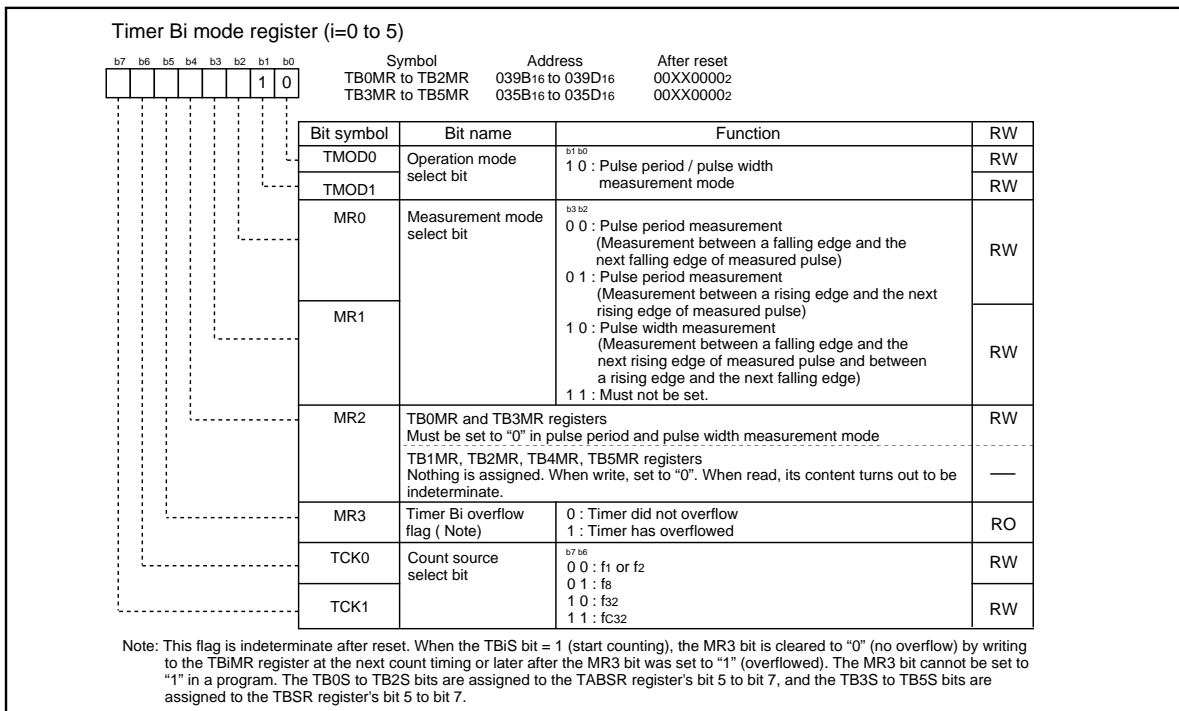 Timer Bi mode register (i=0 to 5)
b7 b6 b5 b4 b3 b2 b1 b0
1 0
Symbol Address After reset
TB0MR to TB2MR 039B16 to 039D16 00XX00002
TB3MR to TB5MR 035B16 to 035D16 00XX00002
Bit symbol Bit name Function RW
TMOD0 Operation mode select bit
b1 b0
1 0 : Pulse period / pulse width
measurement mode
RW
TMOD1 RW
MR0 Measurement mode
select bit
b3 b2
0 0 : Pulse period measurement
(Measurement between a falling edge and the
next falling edge of measured pulse)
0 1 : Pulse period measurement
(Measurement between a rising edge and the next
rising edge of measured pulse)
RW
MR1
1 0 : Pulse width measurement
(Measurement between a falling edge and the
next rising edge of measured pulse and between
a rising edge and the next falling edge)
1 1 : Must not be set.
RW
MR2 TB0MR and TB3MR registers RW
Must be set to “0” in pulse period and pulse width measurement mode
TB1MR, TB2MR, TB4MR, TB5MR registers
Nothing is assigned. When write, set to “0”. When read, its content turns out to be
indeterminate.
—
MR3 Timer Bi overflow
flag ( Note)
0 : Timer did not overflow
1 : Timer has overflowed
RO
TCK0 Count source
select bit
b7 b6
0 0 : f1 or f2
0 1 : f8
RW
TCK1
1 0 : f32
1 1 : fC32
RW
Note: This flag is indeterminate after reset. When the TBiS bit = 1 (start counting), the MR3 bit is cleared to “0” (no overflow) by writing
to the TBiMR register at the next count timing or later after the MR3 bit was set to “1” (overflowed). The MR3 bit cannot be set to
“1” in a program. The TB0S to TB2S bits are assigned to the TABSR register's bit 5 to bit 7, and the TB3S to TB5S bits are
assigned to the TBSR register's bit 5 to bit 7.